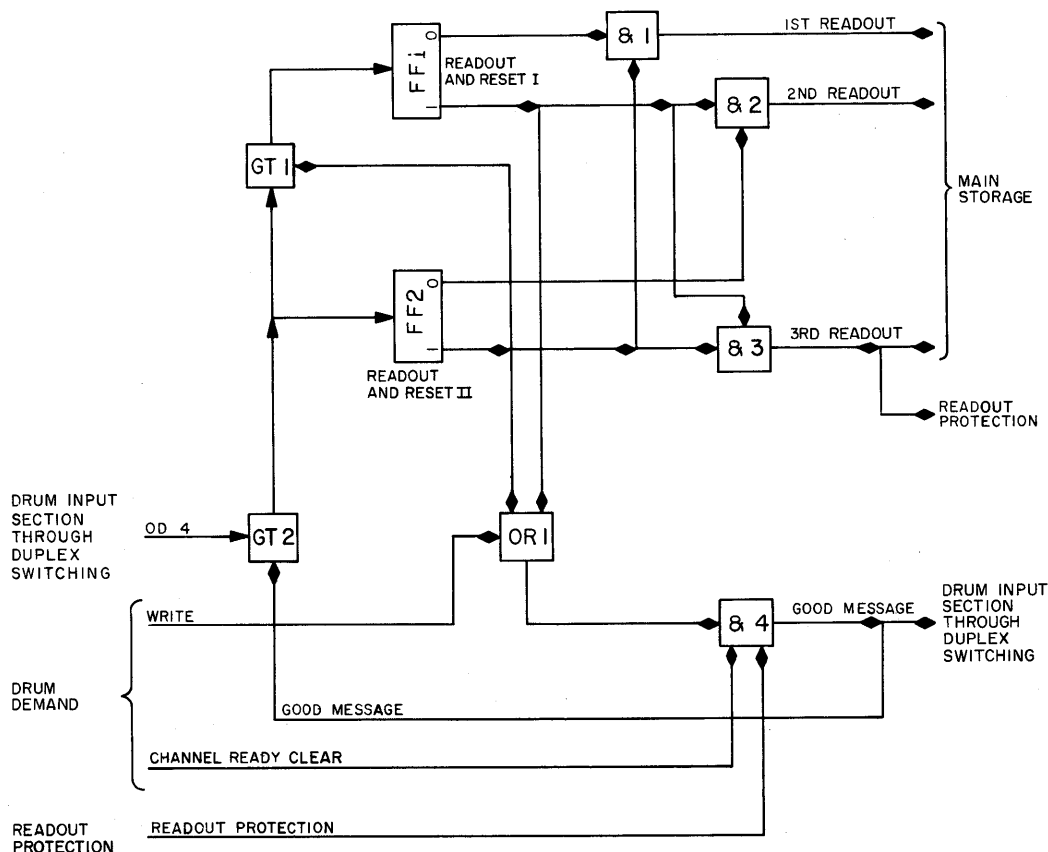 1ST READOUT
& 1
0
FF1
1
READOUT
AND RESET I
2ND READOUT
& 2
GT 1
MAIN
STORAGE
0
FF2
1
READOUT
AND RESET II
3RD READOUT
& 3
READOUT
PROTECTION
DRUM INPUT
SECTION
THROUGH
DUPLEX
SWITCHING
OD 4
GT 2
OR 1
WRITE
& 4
GOOD MESSAGE
DRUM INPUT
SECTION
THROUGH
DUPLEX
SWITCHING
DRUM
DEMAND
GOOD MESSAGE
CHANNEL READY CLEAR
READOUT
PROTECTION
READOUT PROTECTION